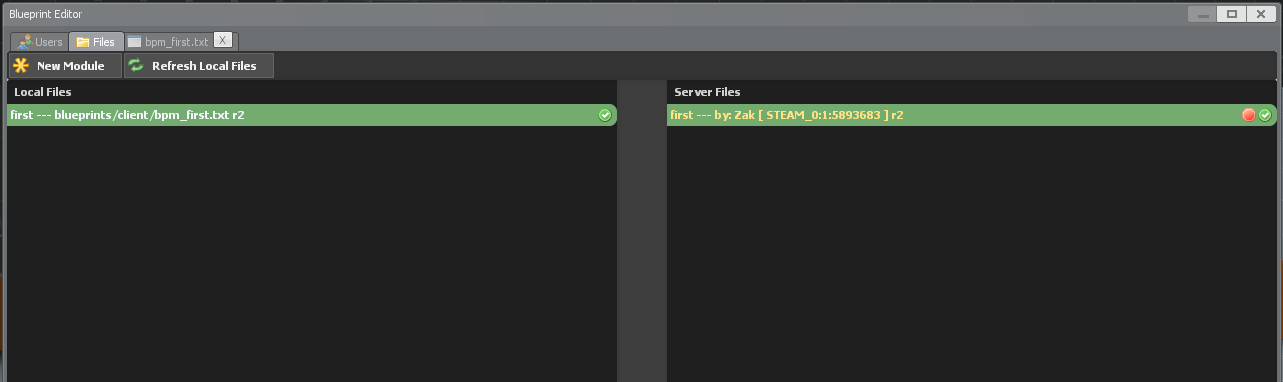 Blueprint Editor
Users Files bpm_first.txt X
New Module Refresh Local Files
Local Files
first --- blueprints/client/bpm_first.txt r2
Server Files
first --- by: Zak [ STEAM_0:1:5893683 ] r2